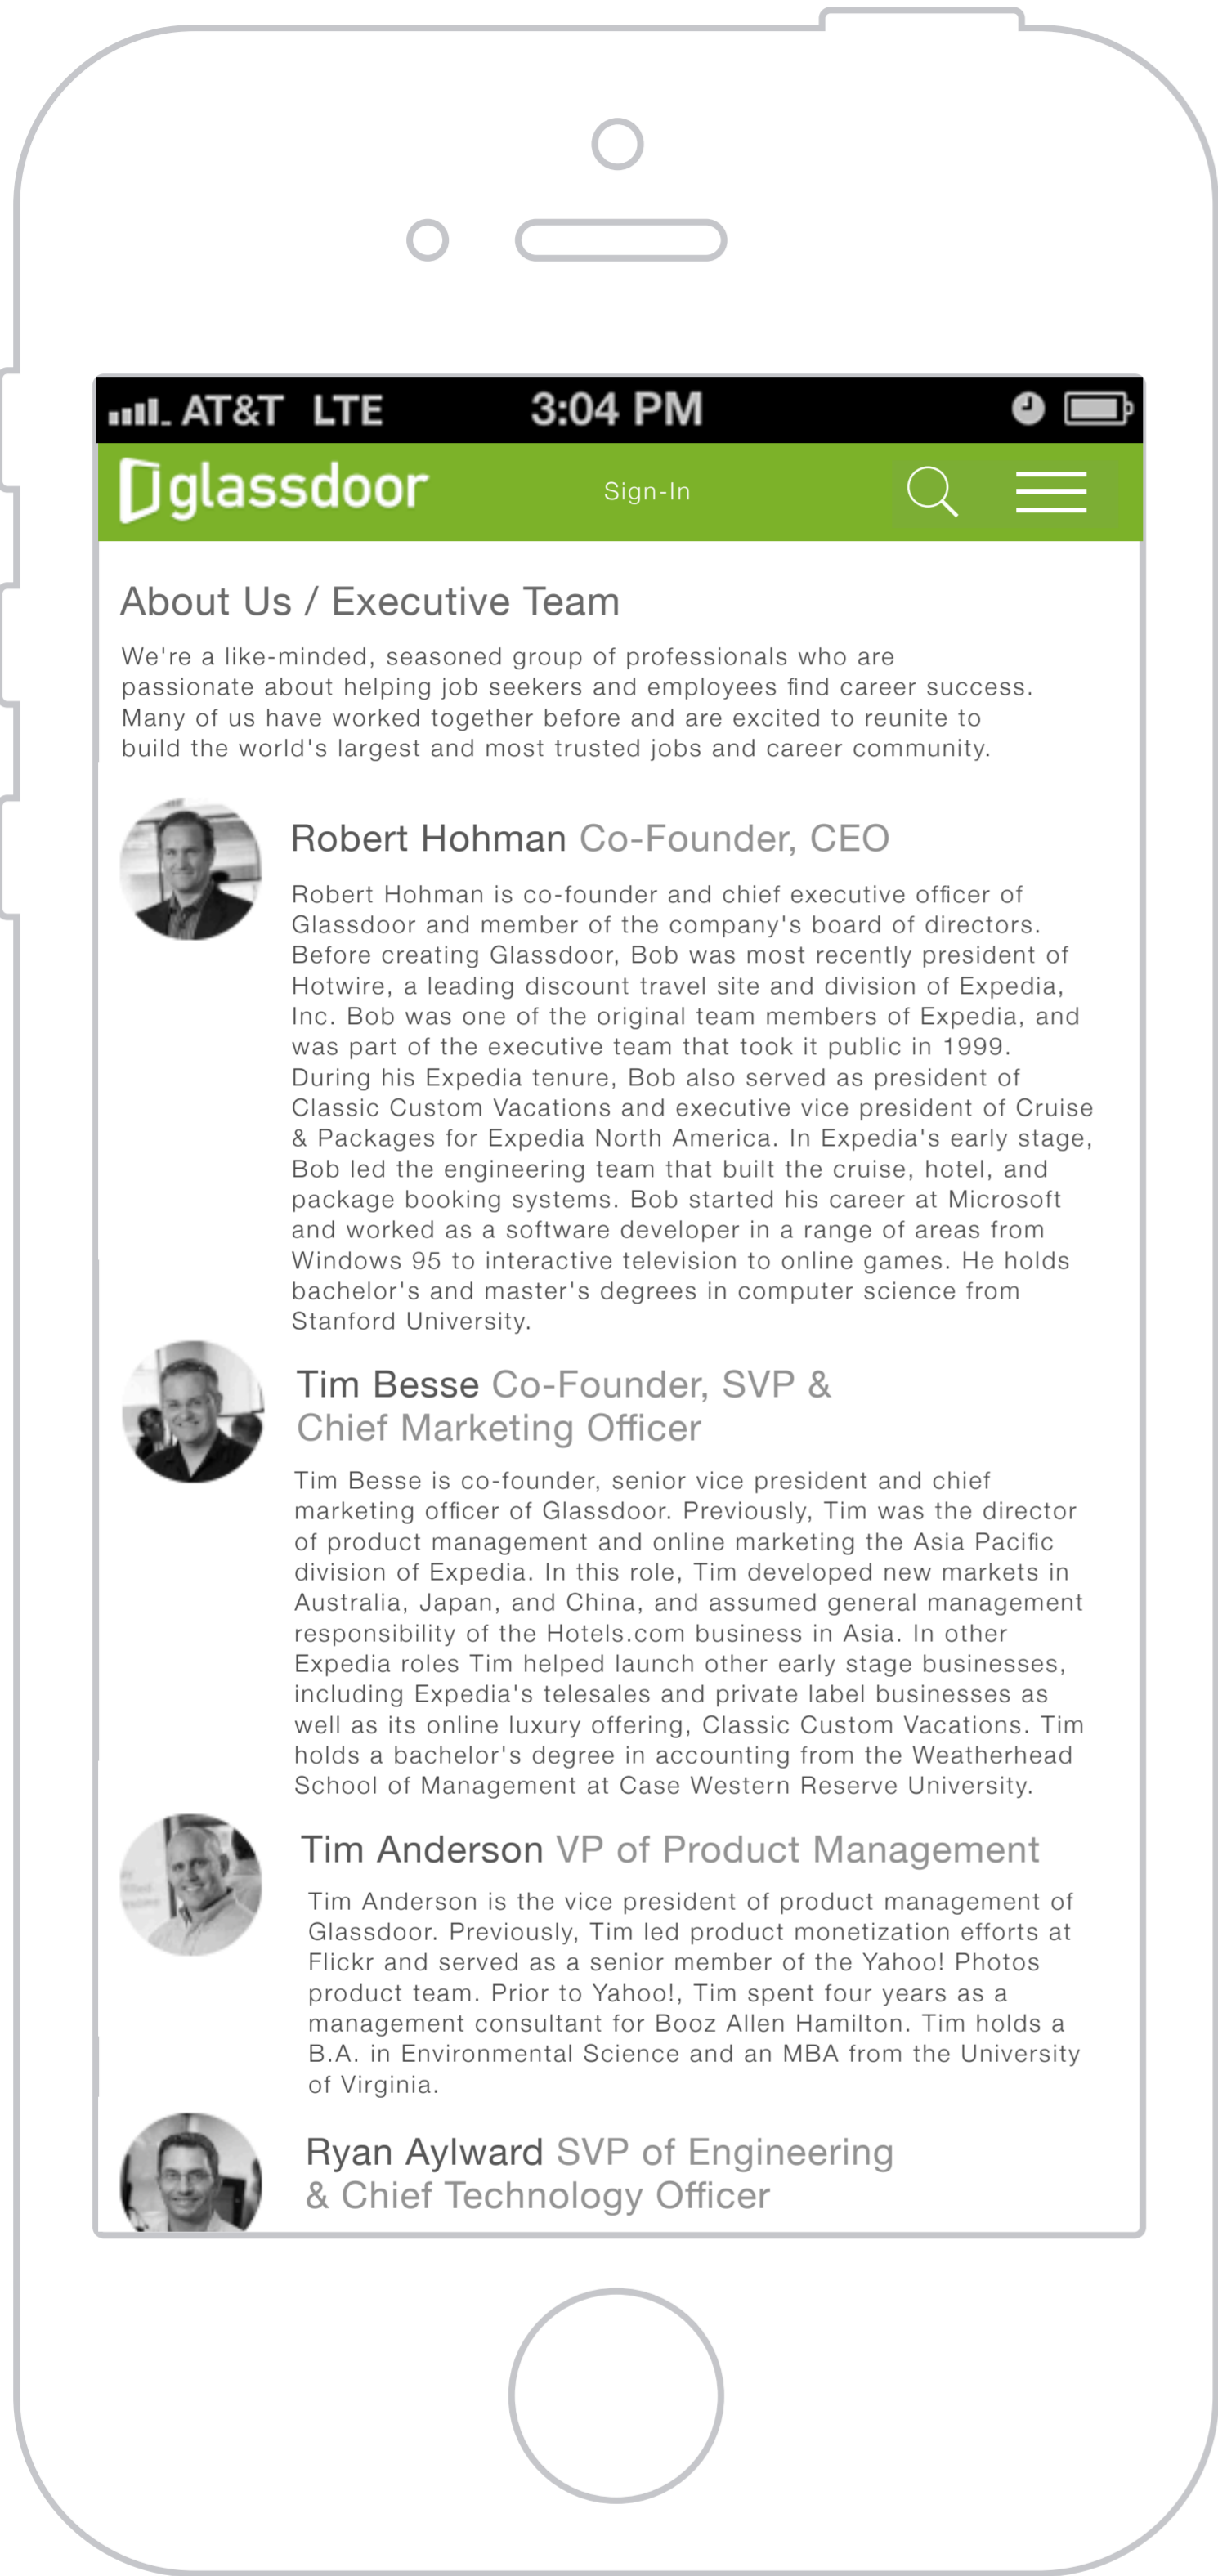 AT&T LTE 3:04 PM
glassdoor Sign-In
About Us / Executive Team
We're a like-minded, seasoned group of professionals who are
passionate about helping job seekers and employees find career success.
Many of us have worked together before and are excited to reunite to
build the world's largest and most trusted jobs and career community.
Robert Hohman Co-Founder, CEO
Robert Hohman is co-founder and chief executive officer of
Glassdoor and member of the company's board of directors.
Before creating Glassdoor, Bob was most recently president of
Hotwire, a leading discount travel site and division of Expedia,
Inc. Bob was one of the original team members of Expedia, and
was part of the executive team that took it public in 1999.
During his Expedia tenure, Bob also served as president of
Classic Custom Vacations and executive vice president of Cruise
& Packages for Expedia North America. In Expedia's early stage,
Bob led the engineering team that built the cruise, hotel, and
package booking systems. Bob started his career at Microsoft
and worked as a software developer in a range of areas from
Windows 95 to interactive television to online games. He holds
bachelor's and master's degrees in computer science from
Stanford University.
Tim Besse Co-Founder, SVP &
Chief Marketing Officer
Tim Besse is co-founder, senior vice president and chief
marketing officer of Glassdoor. Previously, Tim was the director
of product management and online marketing the Asia Pacific
division of Expedia. In this role, Tim developed new markets in
Australia, Japan, and China, and assumed general management
responsibility of the Hotels.com business in Asia. In other
Expedia roles Tim helped launch other early stage businesses,
including Expedia's telesales and private label businesses as
well as its online luxury offering, Classic Custom Vacations. Tim
holds a bachelor's degree in accounting from the Weatherhead
School of Management at Case Western Reserve University.
Tim Anderson VP of Product Management
Tim Anderson is the vice president of product management of
Glassdoor. Previously, Tim led product monetization efforts at
Flickr and served as a senior member of the Yahoo! Photos
product team. Prior to Yahoo!, Tim spent four years as a
management consultant for Booz Allen Hamilton. Tim holds a
B.A. in Environmental Science and an MBA from the University
of Virginia.
Ryan Aylward SVP of Engineering
& Chief Technology Officer